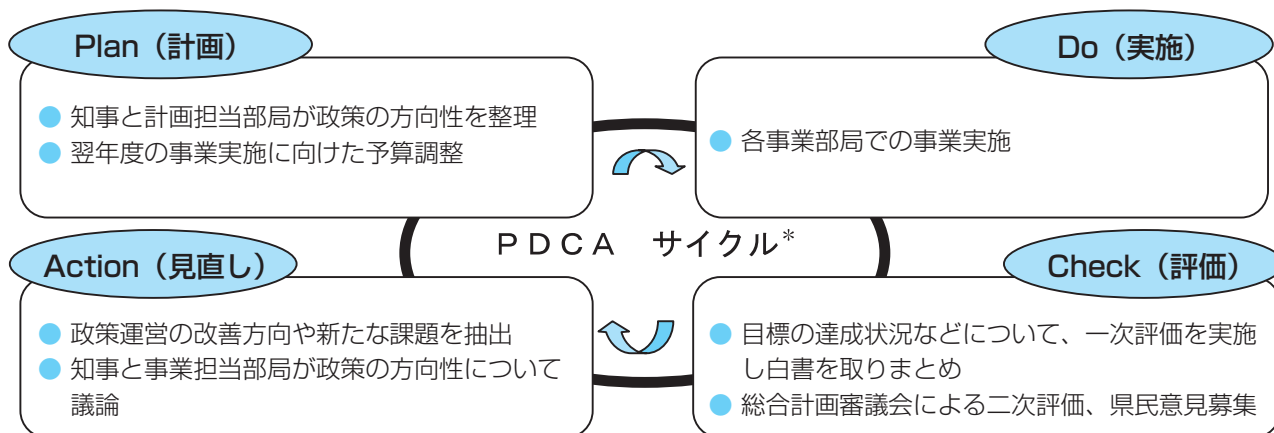 Plan（計画）
● 知事と計画担当部局が政策の方向性を整理
● 翌年度の事業実施に向けた予算調整
Do（実施）
● 各事業部局での事業実施
ＰＤＣＡ　サイクル*
Action（見直し）
● 政策運営の改善方向や新たな課題を抽出
● 知事と事業担当部局が政策の方向性について
議論
Check（評価）
● 目標の達成状況などについて、一次評価を実施
し白書を取りまとめ
● 総合計画審議会による二次評価、県民意見募集